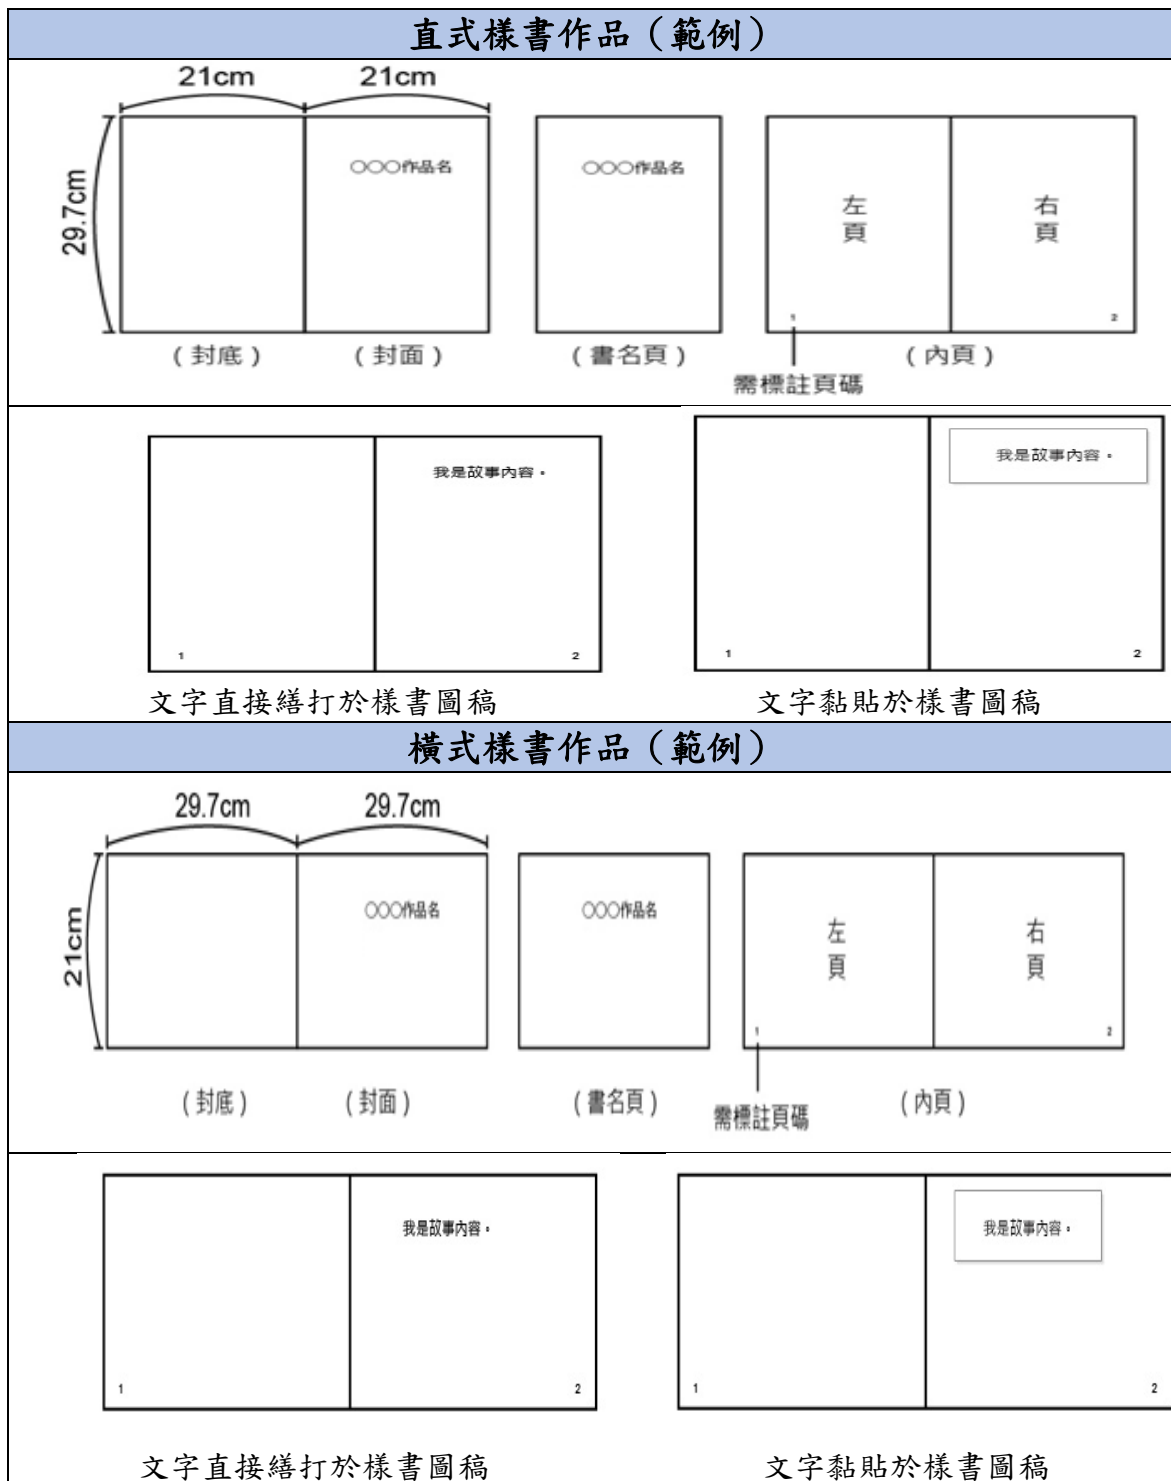 直式樣書作品（範例）
21cm 21cm
29.7cm
○○○作品名
○○○作品名
左頁
右頁
1
2
（封底） （封面） （書名頁） （內頁）
需標註頁碼
我是故事內容。
我是故事內容。
1 2 1 2
文字直接繕打於樣書圖稿 文字黏貼於樣書圖稿
橫式樣書作品（範例）
29.7cm 29.7cm
21cm
○○○作品名
○○○作品名
左頁
右頁
1
2
（封底） （封面） （書名頁） （內頁）
需標註頁碼
我是故事內容。
我是故事內容。
1 2 1 2
文字直接繕打於樣書圖稿 文字黏貼於樣書圖稿